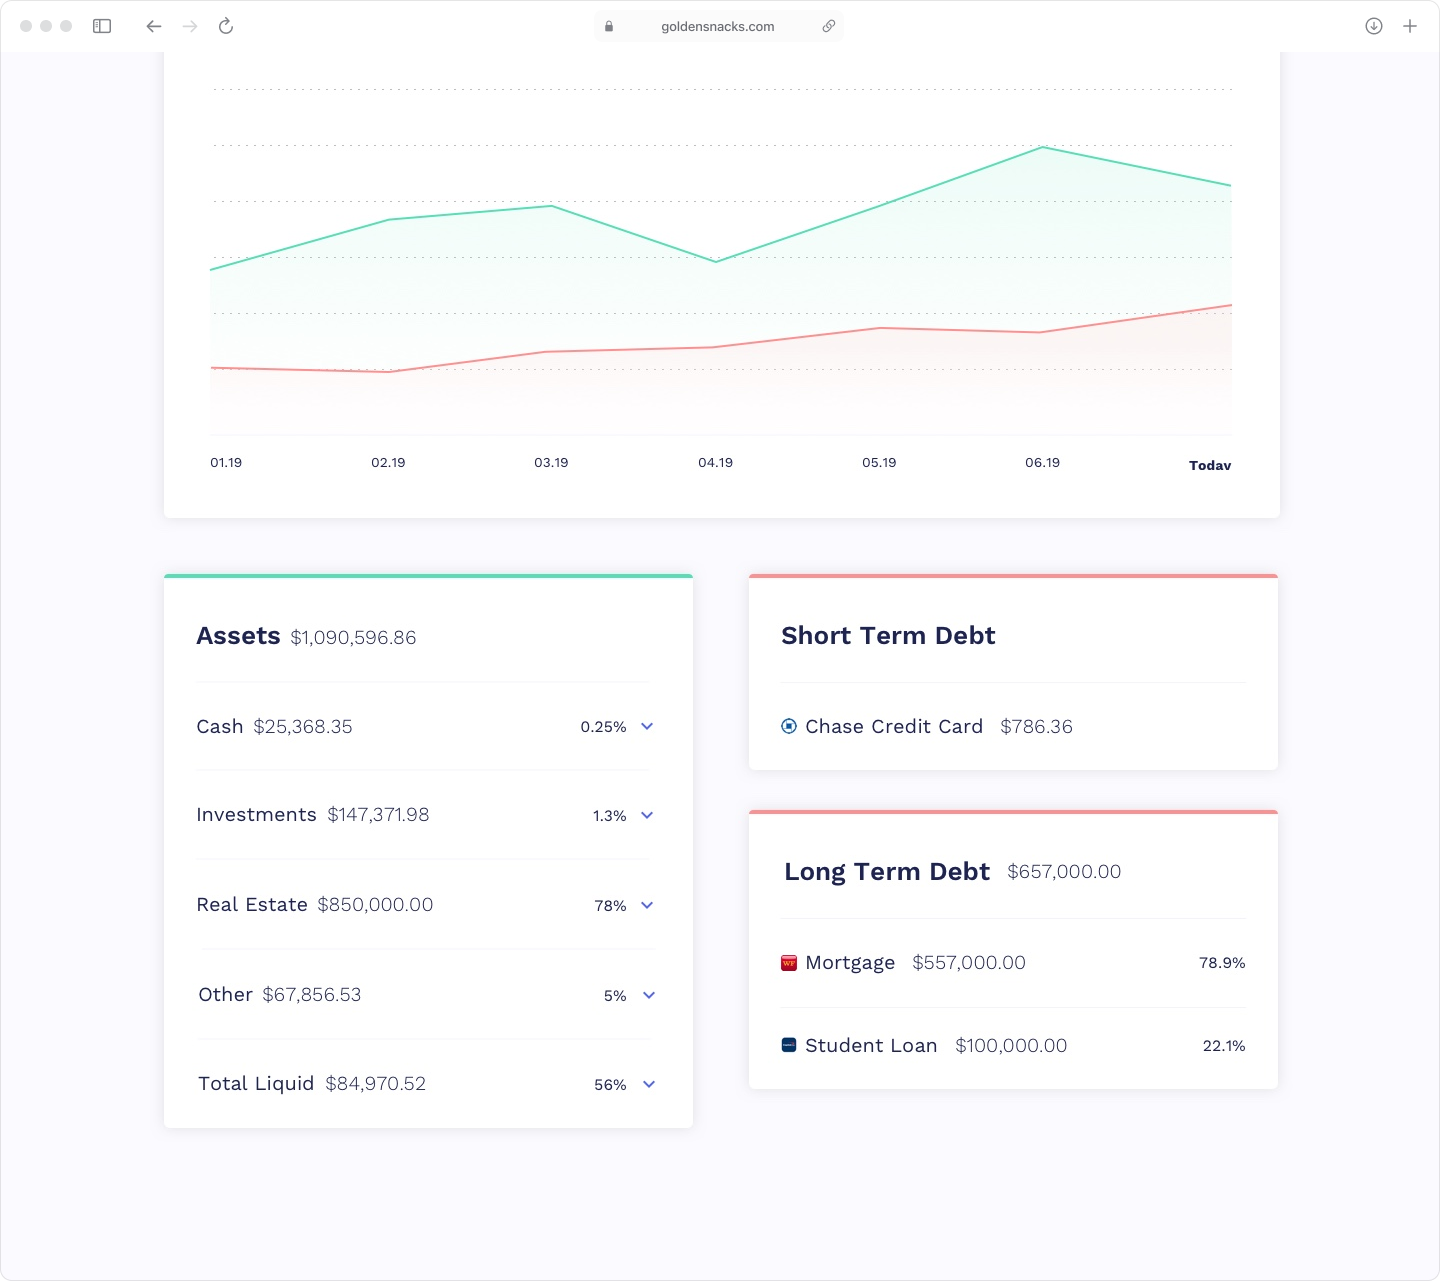 goldensnacks.com
01.19 02.19 03.19 04.19 05.19 06.19 Today
Assets $1,090,596.86
Cash $25,368.35 0.25%
Investments $147,371.98 1.3%
Real Estate $850,000.00 78%
Other $67,856.53 5%
Total Liquid $84,970.52 56%
Short Term Debt
Chase Credit Card $786.36
Long Term Debt $657,000.00
WF Mortgage $557,000.00 78.9%
Student Loan $100,000.00 22.1%